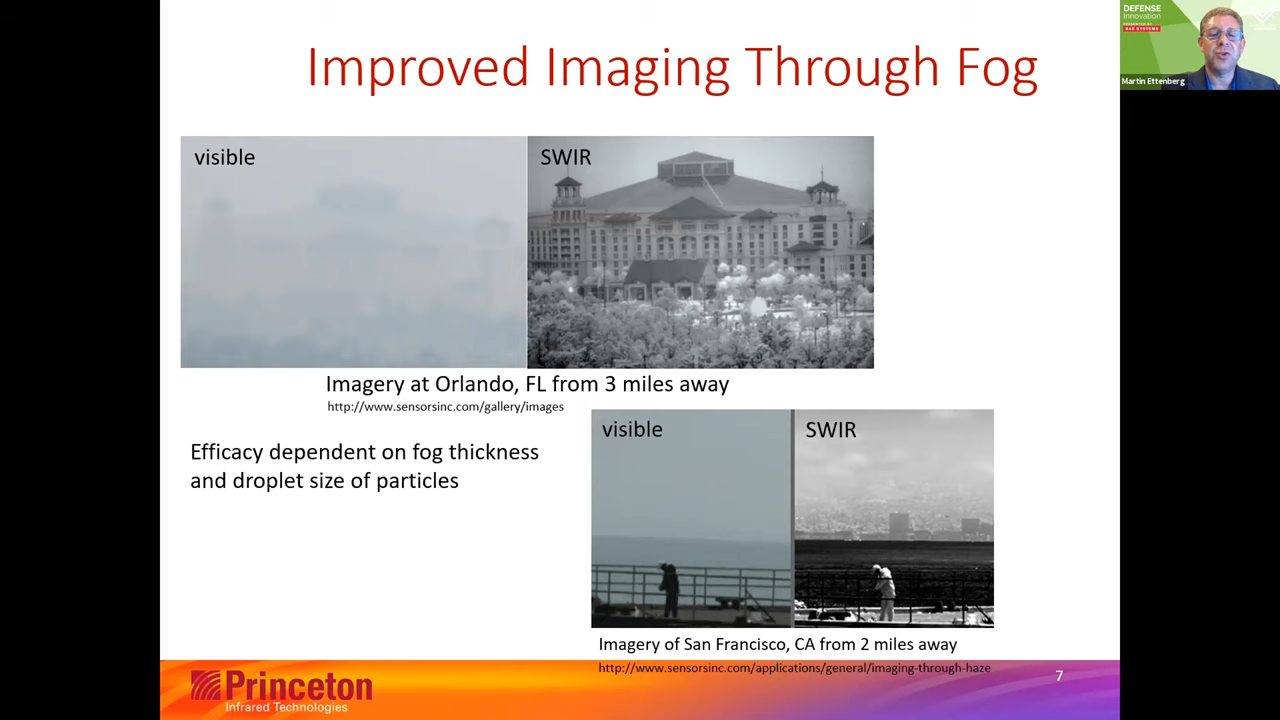 Improved Imaging Through Fog
visible
SWIR
Imagery at Orlando, FL from 3 miles away
http://www.sensorsinc.com/gallery/images
Efficacy dependent on fog thickness
and droplet size of particles
visible
SWIR
Imagery of San Francisco, CA from 2 miles away
http://www.sensorsinc.com/applications/general/imaging-through-haze
Princeton
Infrared Technologies
7
DEFENSE
Innovation
PRESENTED BY
BAE SYSTEMS
Martin Ettenberg